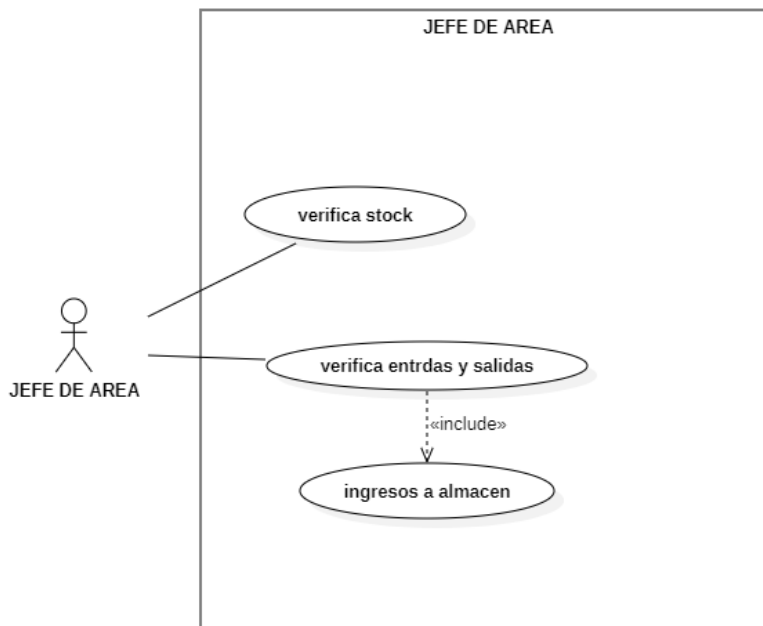 JEFE DE AREA
verifica stock
JEFE DE AREA
verifica entrdas y salidas
«include»
ingresos a almacen